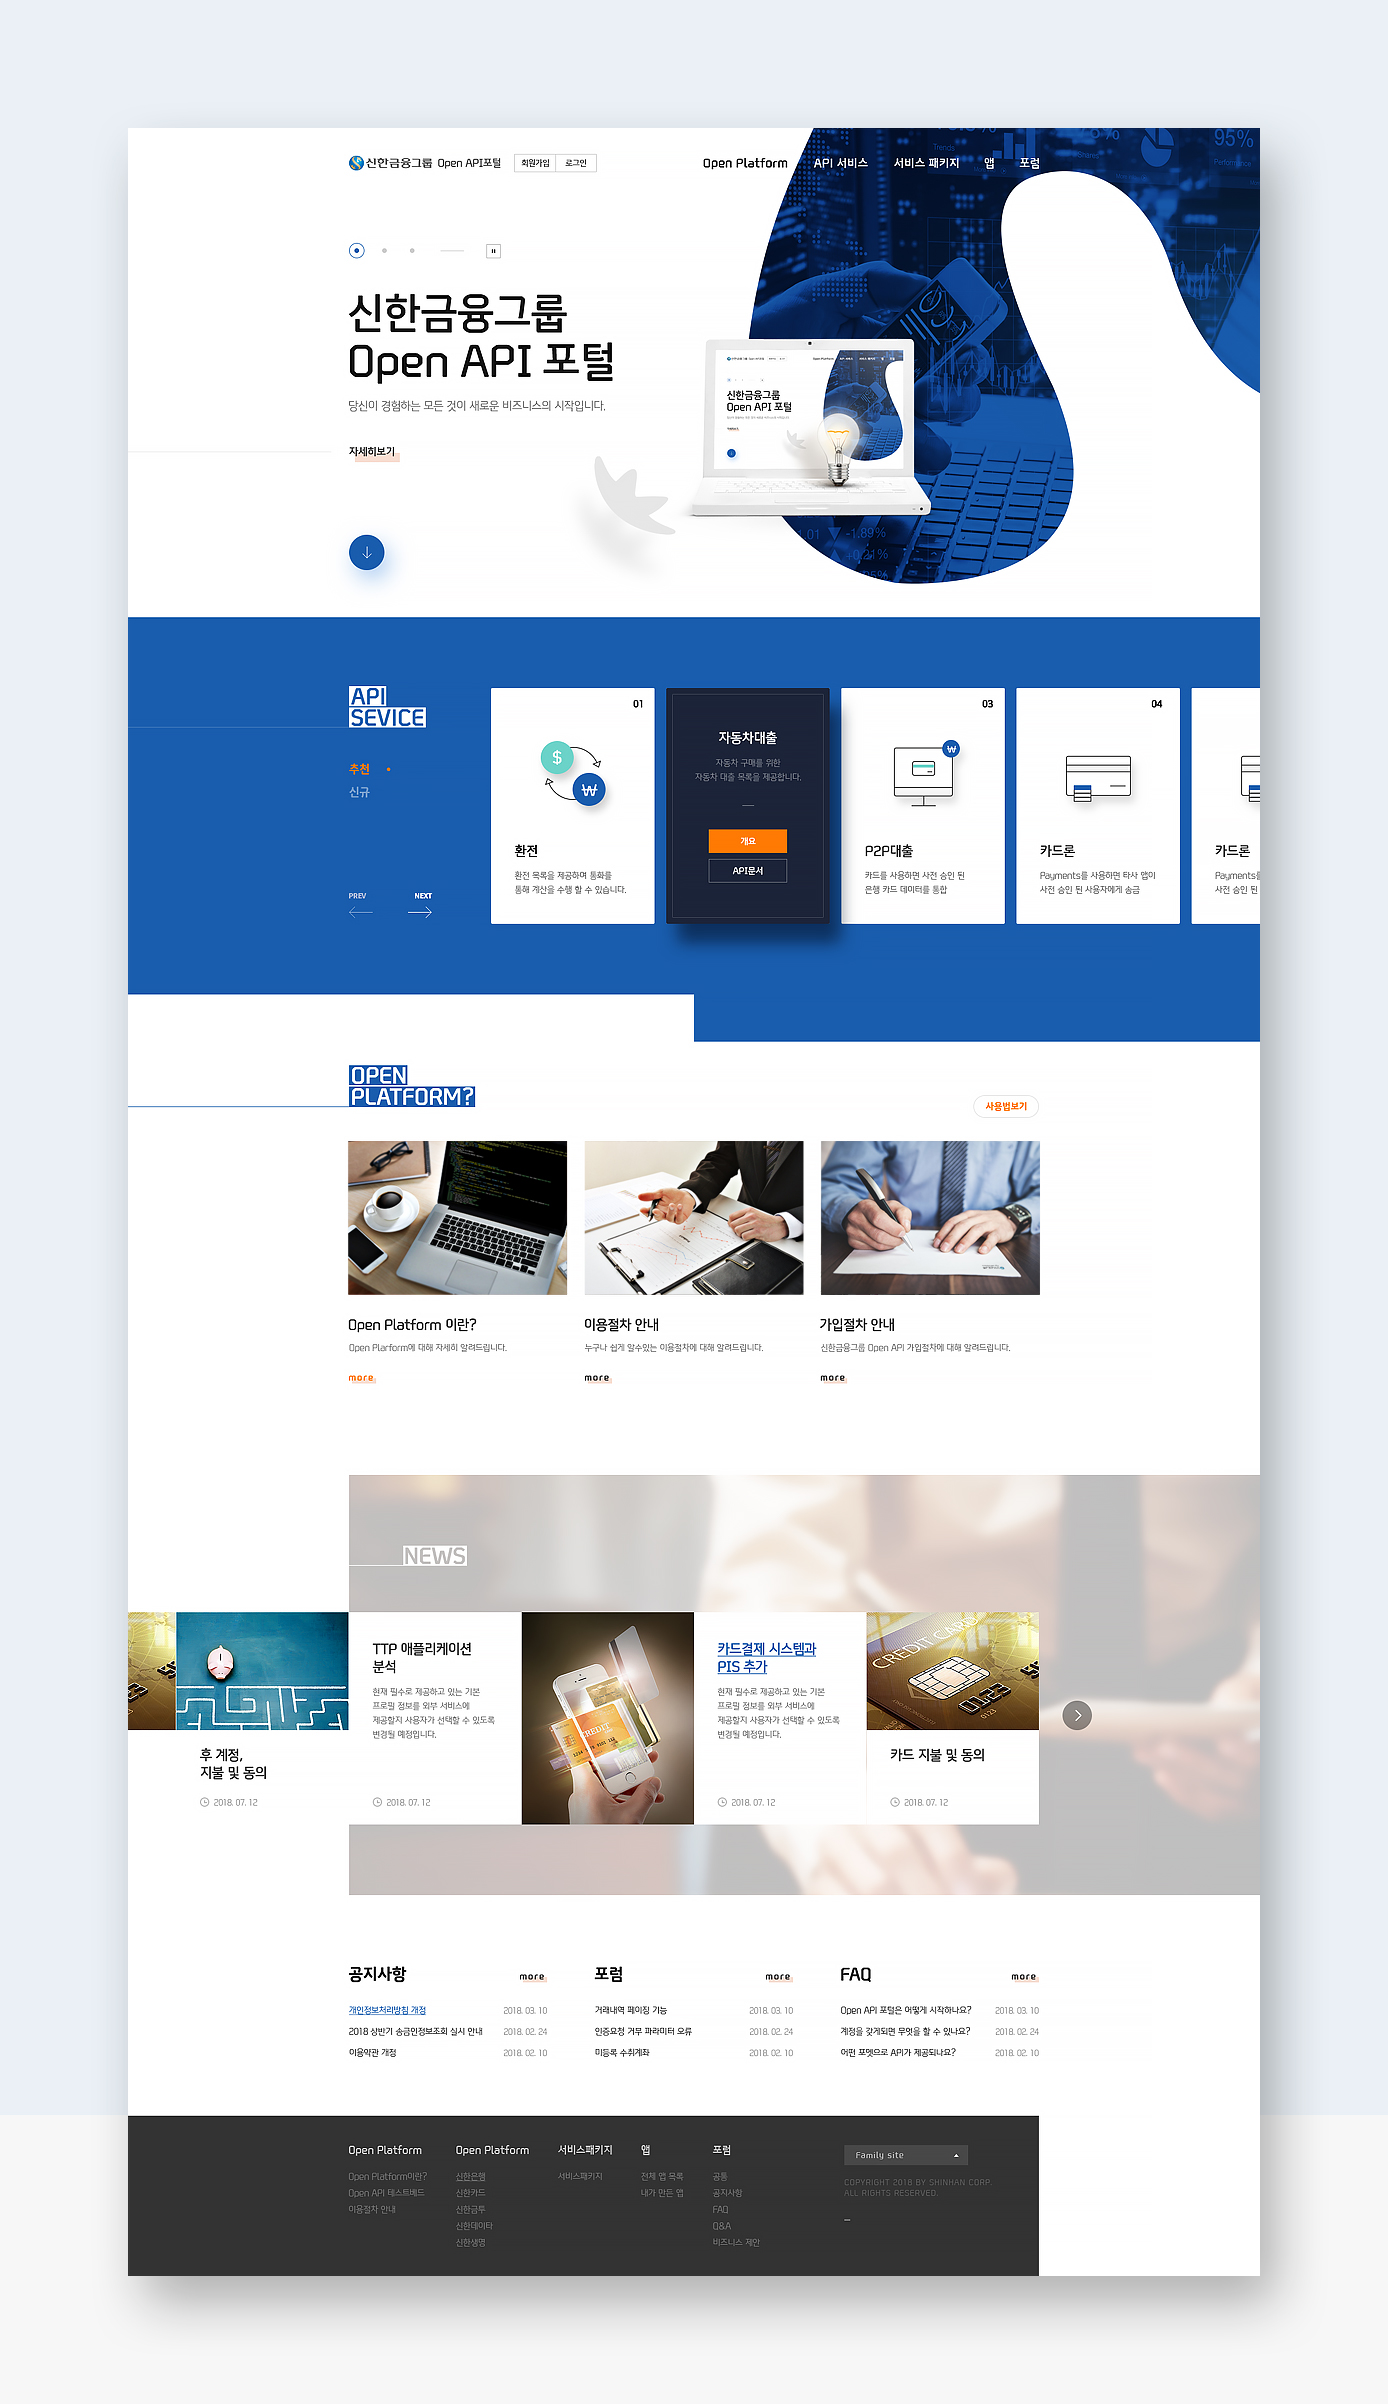 신한금융그룹 Open API포털
회원가입 로그인
Open Platform API 서비스 서비스 패키지 앱 포럼
95%
Trends
Performance
신한금융그룹
Open API 포털
당신이 경험하는 모든 것이 새로운 비즈니스의 시작입니다.
자세히보기
신한금융그룹
Open API 포털
-1.89%
+0.21%
API
SEVICE
추천
신규
PREV NEXT
01
환전
환전 목록을 제공하며 통화를
통해 계산을 수행 할 수 있습니다.
자동차대출
자동차 구매를 위한
자동차 대출 목록을 제공합니다.
개요
API문서
03
P2P대출
카드를 사용하면 사전 승인 된
은행 카드 데이터를 통합
04
카드론
Payments를 사용하면 타사 앱이
사전 승인 된 사용자에게 송금
카드론
Payments를
사전 승인 된
OPEN
PLATFORM?
사용법보기
Open Platform 이란?
Open Plarform에 대해 자세히 알려드립니다.
more
이용절차 안내
누구나 쉽게 알수있는 이용절차에 대해 알려드립니다.
more
가입절차 안내
신한금융그룹 Open API 가입절차에 대해 알려드립니다.
more
NEWS
후 계정,
지불 및 동의
2018. 07. 12
TTP 애플리케이션
분석
현재 필수로 제공하고 있는 기본
프로필 정보를 외부 서비스에
제공할지 사용자가 선택할 수 있도록
변경될 예정입니다.
2018. 07. 12
CREDIT
카드결제 시스템과
PIS 추가
현재 필수로 제공하고 있는 기본
프로필 정보를 외부 서비스에
제공할지 사용자가 선택할 수 있도록
변경될 예정입니다.
2018. 07. 12
CREDIT CARD
0123
카드 지불 및 동의
2018. 07. 12
공지사항 more
개인정보처리방침 개정 2018. 03. 10
2018 상반기 송금인정보조회 실시 안내 2018. 02. 24
이용약관 개정 2018. 02. 10
포럼 more
거래내역 페이징 기능 2018. 03. 10
인증요청 거부 파라미터 오류 2018. 02. 24
미등록 수취계좌 2018. 02. 10
FAQ more
Open API 포털은 어떻게 시작하나요? 2018. 03. 10
계정을 갖게되면 무엇을 할 수 있나요? 2018. 02. 24
어떤 포멧으로 API가 제공되나요? 2018. 02. 10
Open Platform
Open Platform이란?
Open API 테스트베드
이용절차 안내
Open Platform
신한은행
신한카드
신한금투
신한데이타
신한생명
서비스패키지
서비스패키지
앱
전체 앱 목록
내가 만든 앱
포럼
공통
공지사항
FAQ
Q&A
비즈니스 제안
Family site
COPYRIGHT 2018 BY SHINHAN CORP.
ALL RIGHTS RESERVED.